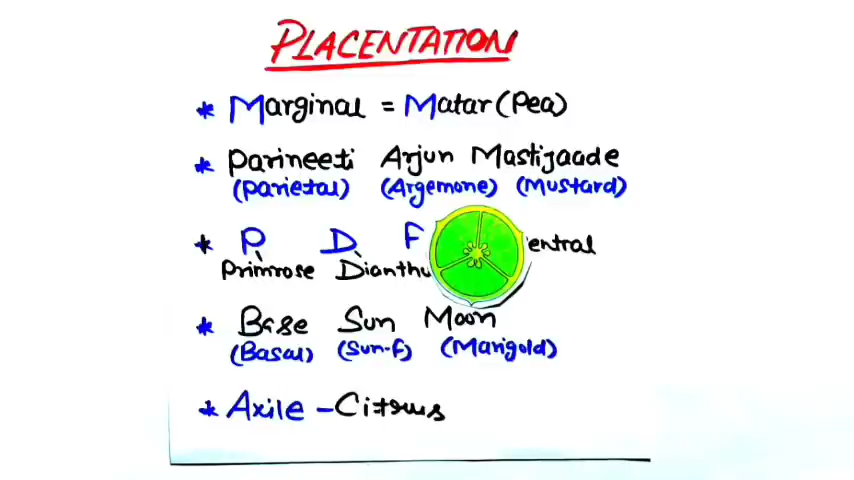 PLACENTATION
* Marginal = Matar (Pea)
* Parineeti Arjun Mastijaade
(Parietal) (Argemone) (Mustard)
* P D F entral
Primrose Dianthu
* Base Sun Moon
(Basal) (Sun-f) (Marigold)
* Axile - Citrus